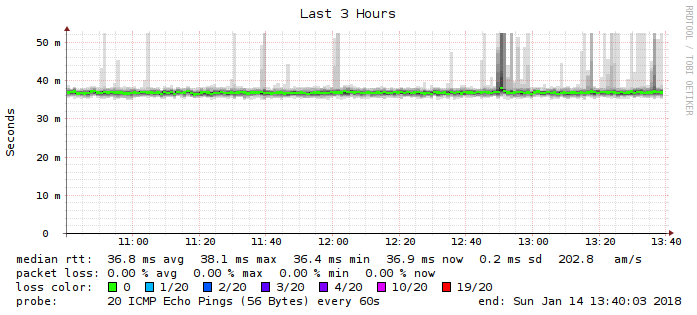 Last 3 Hours
RRDTOOL / TOBI OETIKER
Seconds
50 m
40 m
30 m
20 m
10 m
0
11:00 11:20 11:40 12:00 12:20 12:40 13:00 13:20 13:40
median rtt: 36.8 ms avg 38.1 ms max 36.4 ms min 36.9 ms now 0.2 ms sd 202.8 am/s
packet loss: 0.00 % avg 0.00 % max 0.00 % min 0.00 % now
loss color: 0 1/20 2/20 3/20 4/20 10/20 19/20
probe: 20 ICMP Echo Pings (56 Bytes) every 60s end: Sun Jan 14 13:40:03 2018